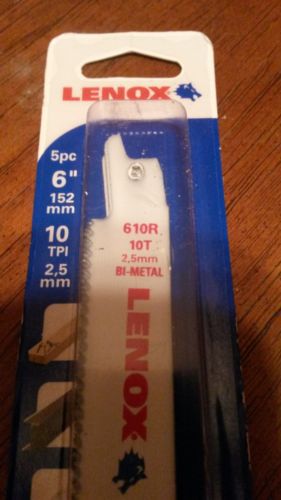 LENOX
5pc
6"
152
mm
10
TPI
2,5
mm
610R
10T
2,5mm
BI-METAL
LENOX